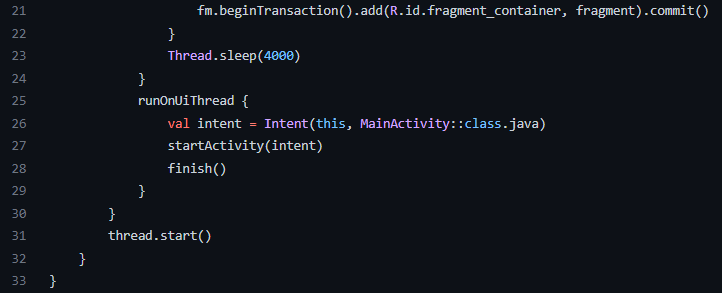 21 fm.beginTransaction().add(R.id.fragment_container, fragment).commit()
22 }
23 Thread.sleep(4000)
24 }
25 runOnUiThread {
26 val intent = Intent(this, MainActivity::class.java)
27 startActivity(intent)
28 finish()
29 }
30 }
31 thread.start()
32 }
33 }